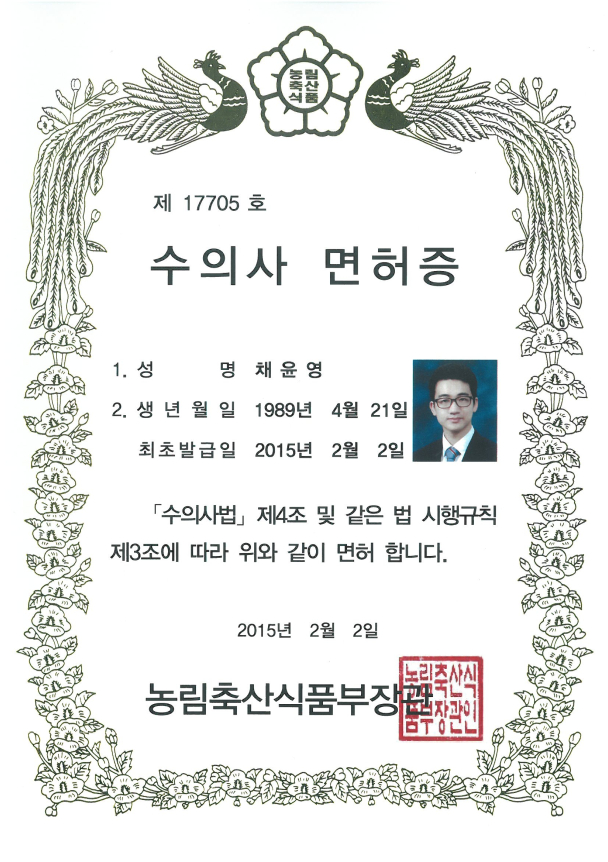 농림
축산
식품
제 17705 호
수의사 면허증
1. 성 명 채윤영
2. 생년월일 1989년 4월 21일
최초발급일 2015년 2월 2일
「수의사법」제4조 및 같은 법 시행규칙
제3조에 따라 위와 같이 면허 합니다.
2015년 2월 2일
농림축산식품부장관
농림축산식
품부장관인